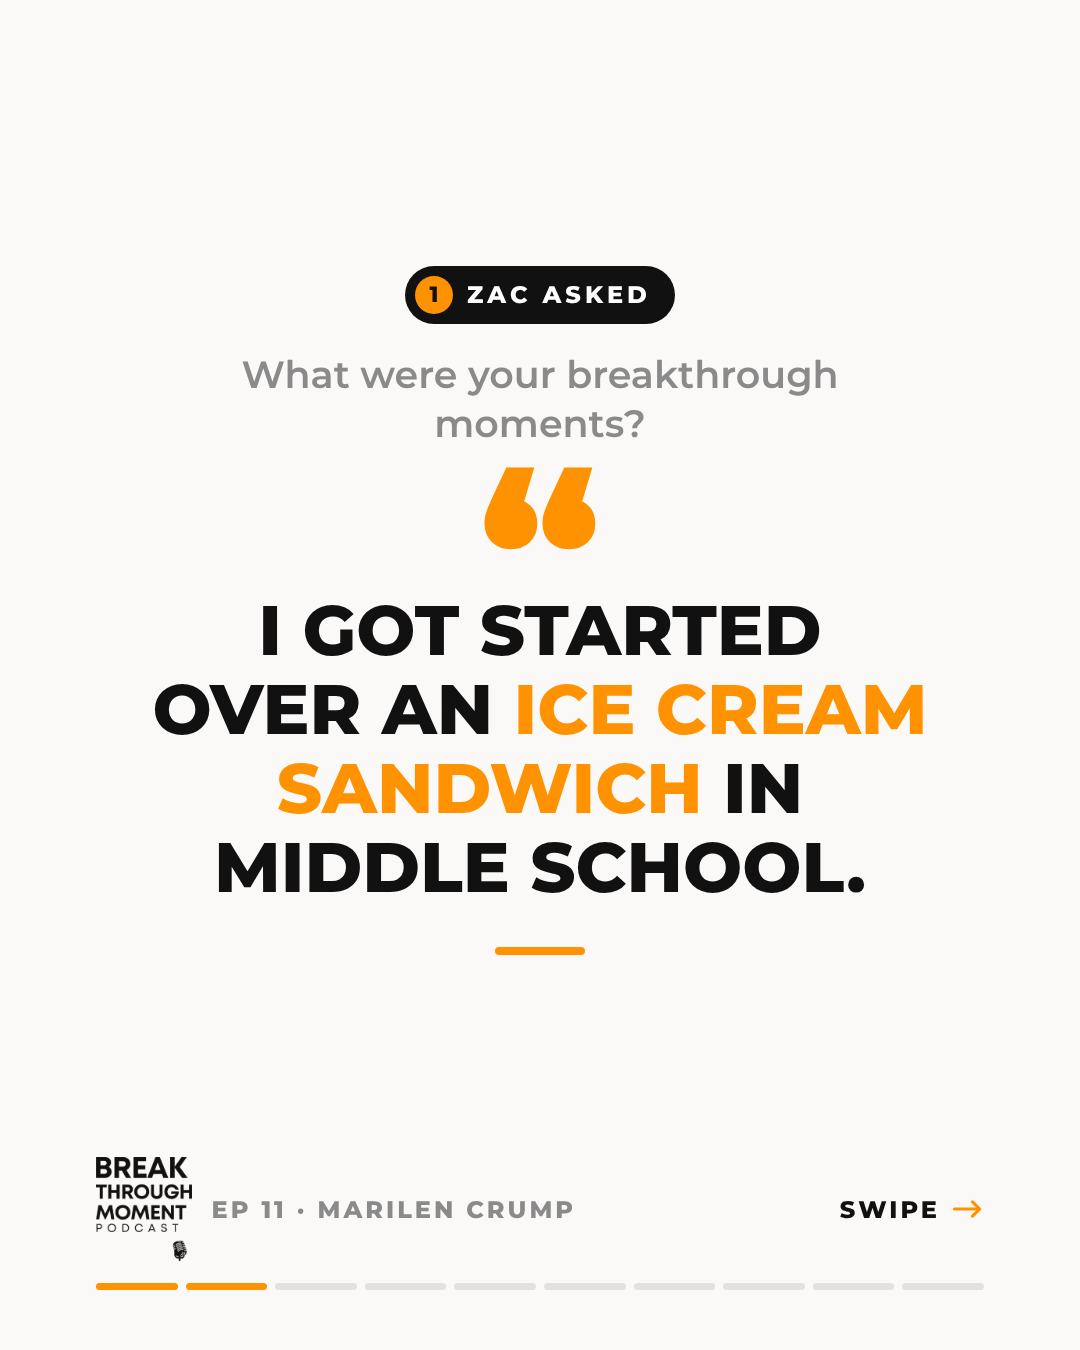 1 ZAC ASKED
What were your breakthrough
moments?
“
I GOT STARTED
OVER AN ICE CREAM
SANDWICH IN
MIDDLE SCHOOL.
BREAK
THROUGH
MOMENT
PODCAST
EP 11 • MARILEN CRUMP
SWIPE →